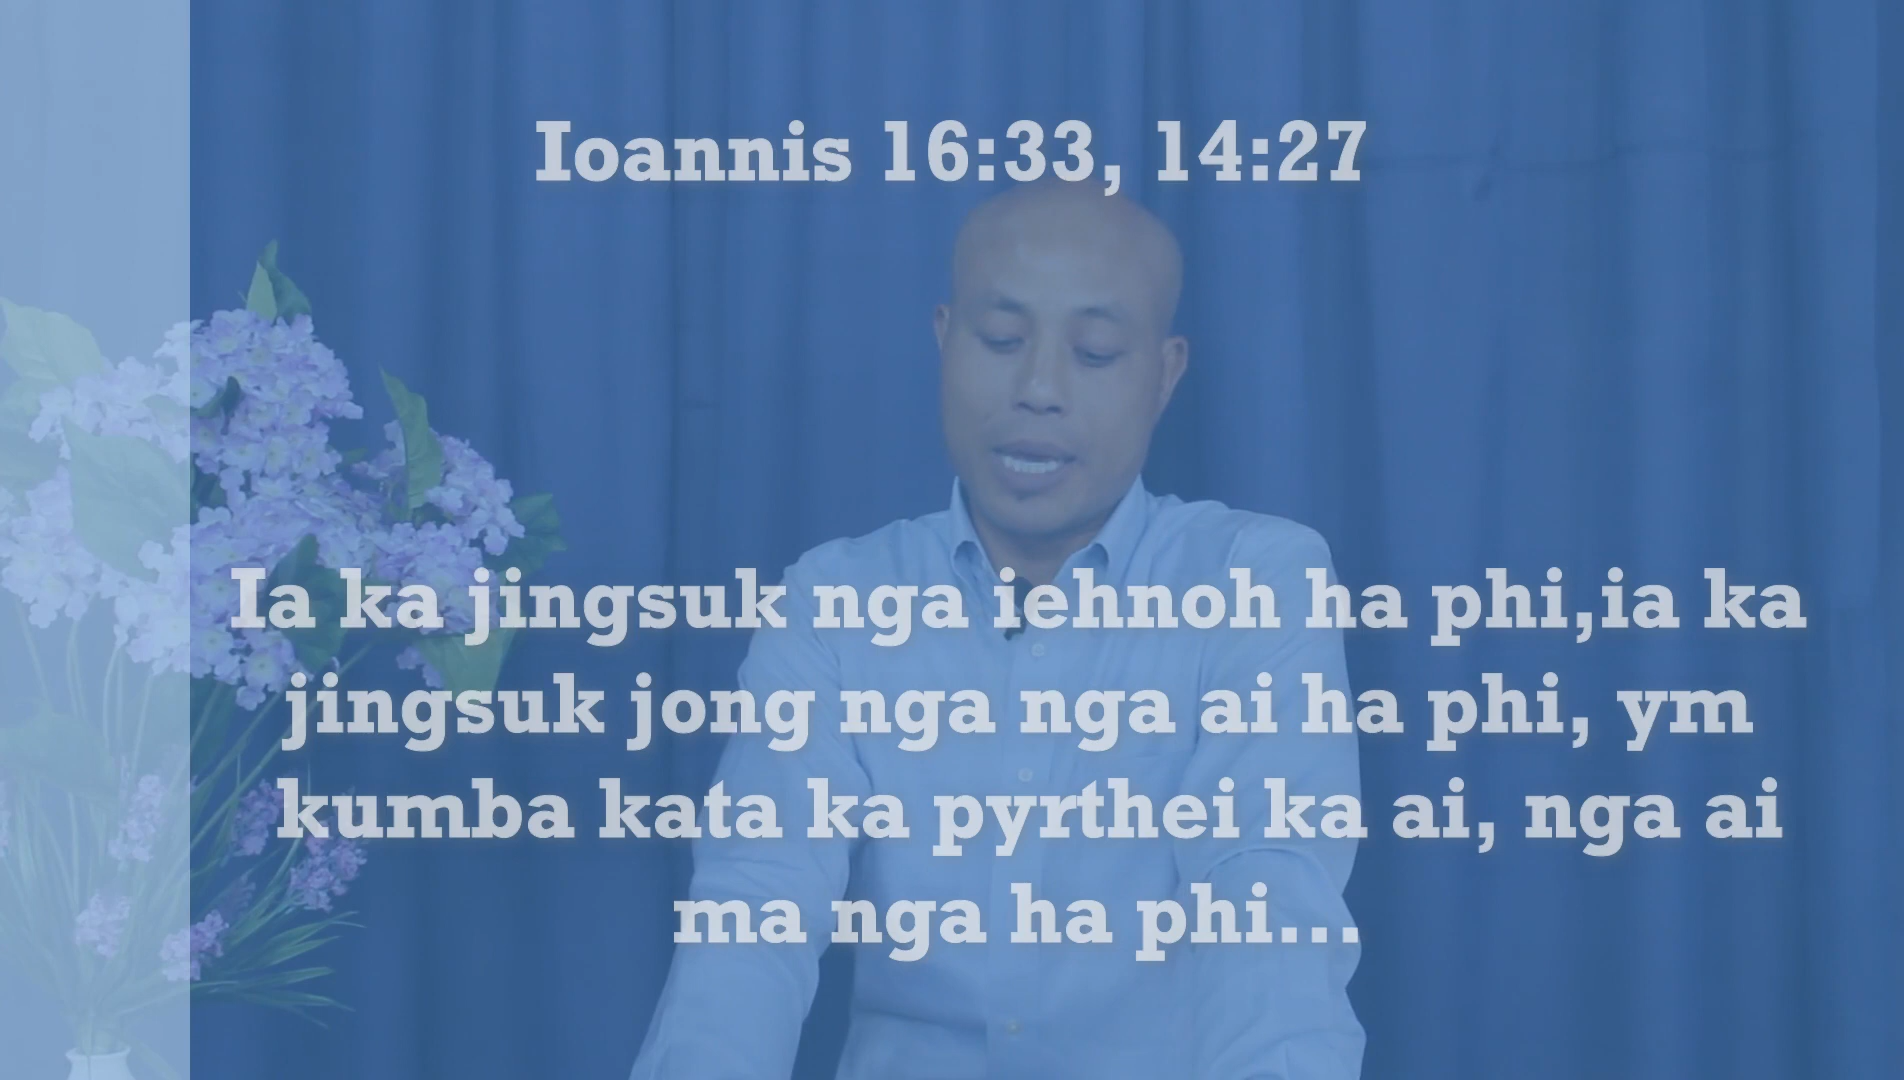 Ioannis 16:33, 14:27
Ia ka jingsuk nga iehnoh ha phi,ia ka
jingsuk jong nga nga ai ha phi, ym
kumba kata ka pyrthei ka ai, nga ai
ma nga ha phi...